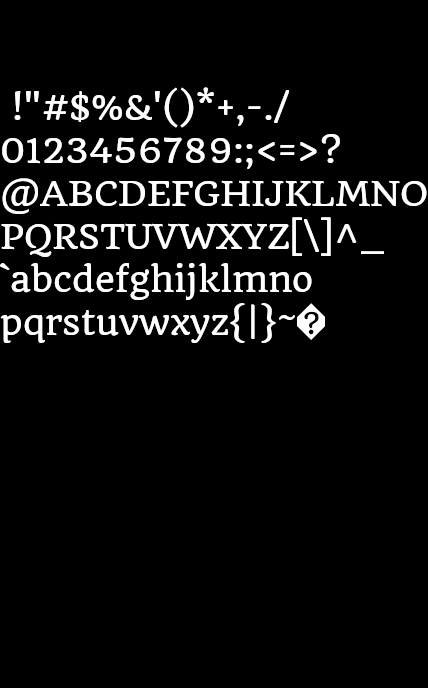 !"#$%&'()*+,-./
0123456789:;<=>?
@ABCDEFGHIJKLMNO
PQRSTUVWXYZ[\]^_
`abcdefghijklmno
pqrstuvwxyz{|}~�